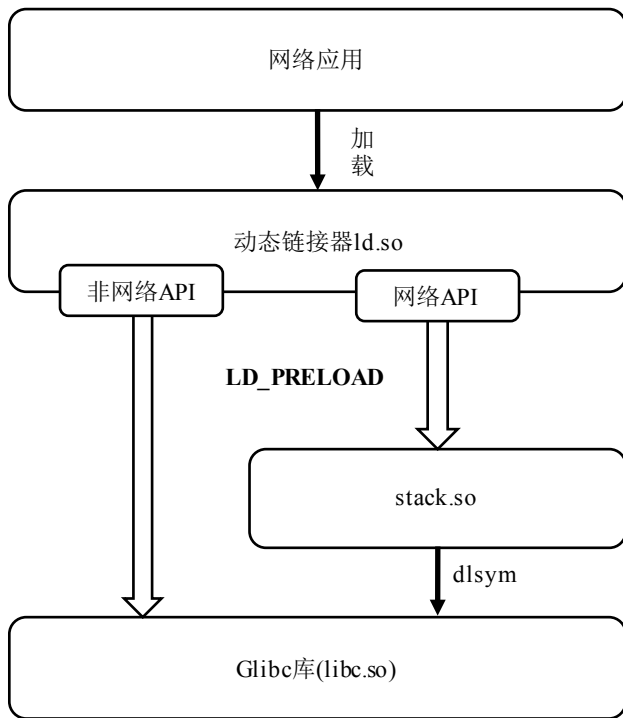 网络应用
加
载
动态链接器ld.so
非网络API
网络API
LD_PRELOAD
stack.so
dlsym
Glibc库(libc.so)